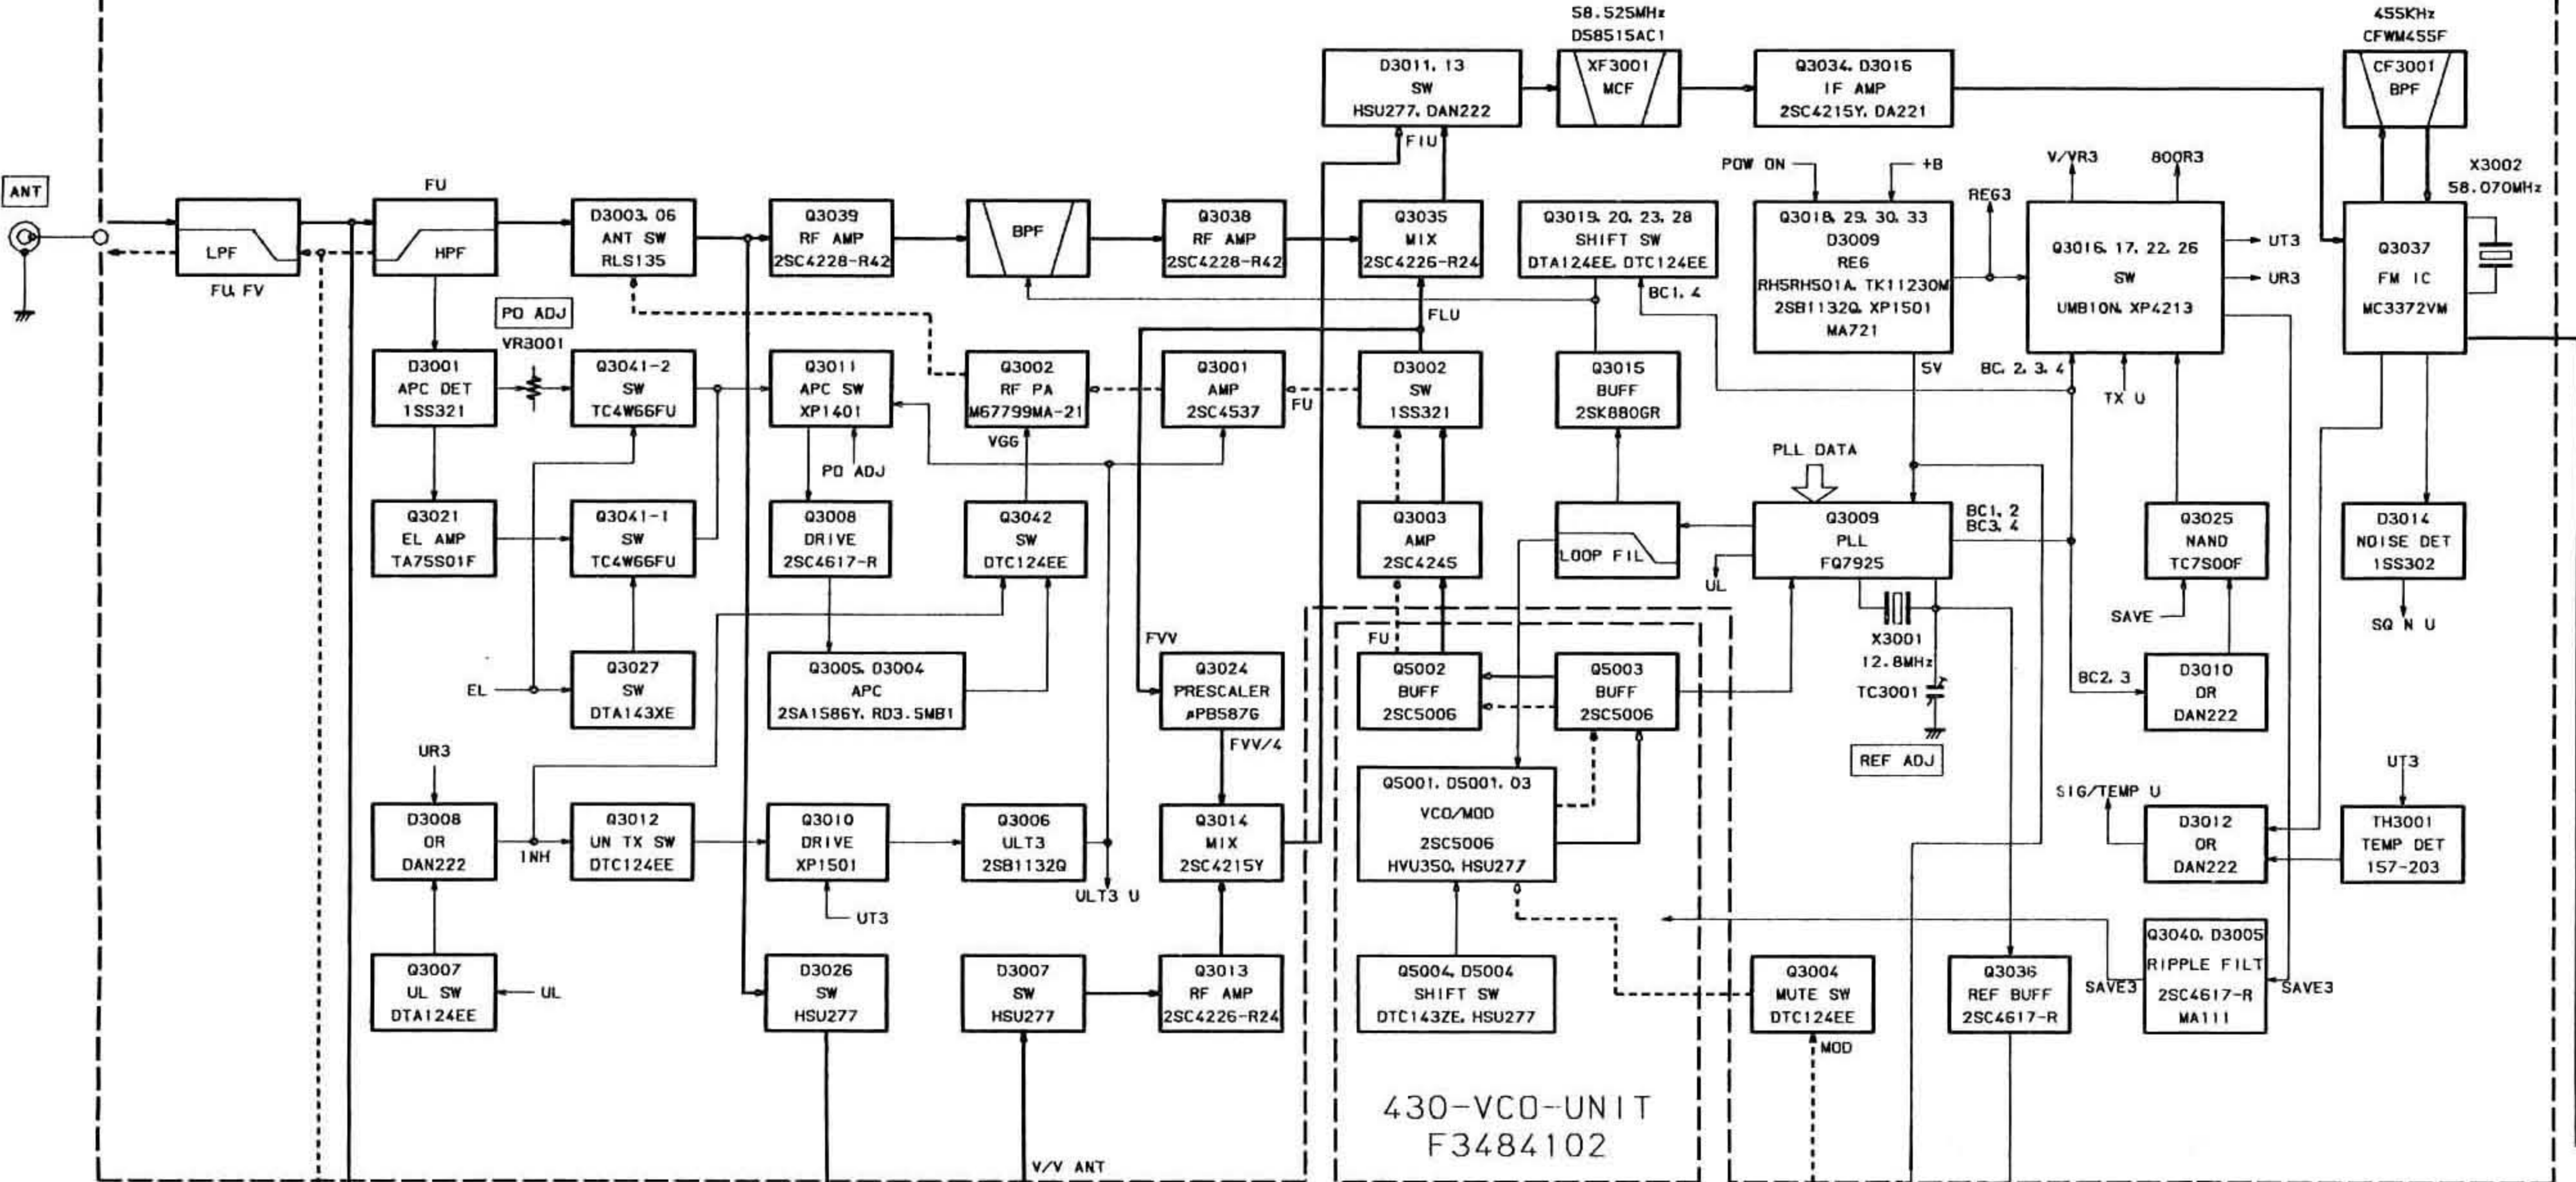 58.525MHz
D58515AC1
455KHz
CFWM455F
D3011, 13
SW
HSU277, DAN222
XF3001
MCF
Q3034, D3016
IF AMP
2SC4215Y, DA221
CF3001
BPF
FIU
ANT
FU
POW ON
+B
REG3
V/VR3
800R3
X3002
58.070MHz
LPF
FU, FV
HPF
D3003, 06
ANT SW
RLS135
Q3039
RF AMP
2SC4228-R42
BPF
Q3038
RF AMP
2SC4228-R42
Q3035
MIX
2SC4226-R24
Q3019, 20, 23, 28
SHIFT SW
DTA124EE, DTC124EE
BC1, 4
Q3018, 29, 30, 33
D3009
REG
RH5RH501A, TK11230M
2SB1132Q, XP1501
MA721
Q3016, 17, 22, 26
SW
UMB10N, XP4213
UT3
UR3
Q3037
FM IC
MC3372VM
PO ADJ
VR3001
FLU
D3001
APC DET
1SS321
Q3041-2
SW
TC4W66FU
Q3011
APC SW
XP1401
PO ADJ
Q3002
RF PA
M67799MA-21
VGG
Q3001
AMP
2SC4537
FU
D3002
SW
1SS321
Q3015
BUFF
2SK880GR
5V
BC, 2, 3, 4
TX U
PLL DATA
Q3021
EL AMP
TA75S01F
Q3041-1
SW
TC4W66FU
Q3008
DRIVE
2SC4617-R
Q3042
SW
DTC124EE
Q3003
AMP
2SC4245
LOOP FIL
Q3009
PLL
FQ7925
UL
BC1, 2
BC3, 4
Q3025
NAND
TC7S00F
SAVE
D3014
NOISE DET
1SS302
SQ N U
X3001
12.8MHz
TC3001
REF ADJ
EL
Q3027
SW
DTA143XE
Q3005, D3004
APC
2SA1586Y, RD3.5MB1
FVV
Q3024
PRESCALER
μPB587G
FVV/4
FU
Q5002
BUFF
2SC5006
Q5003
BUFF
2SC5006
BC2, 3
D3010
OR
DAN222
UR3
D3008
OR
DAN222
INH
Q3012
UN TX SW
DTC124EE
Q3010
DRIVE
XP1501
UT3
Q3006
ULT3
2SB1132Q
ULT3 U
Q3014
MIX
2SC4215Y
Q5001, D5001, 03
VCO/MOD
2SC5006
HVU350, HSU277
SIG/TEMP U
D3012
OR
DAN222
UT3
TH3001
TEMP DET
157-203
Q3007
UL SW
DTA124EE
UL
D3026
SW
HSU277
D3007
SW
HSU277
Q3013
RF AMP
2SC4226-R24
Q5004, D5004
SHIFT SW
DTC143ZE, HSU277
Q3004
MUTE SW
DTC124EE
MOD
Q3036
REF BUFF
2SC4617-R
SAVE3
Q3040, D3005
RIPPLE FILT
2SC4617-R
MA111
SAVE3
430-VCO-UNIT
F3484102
V/V ANT